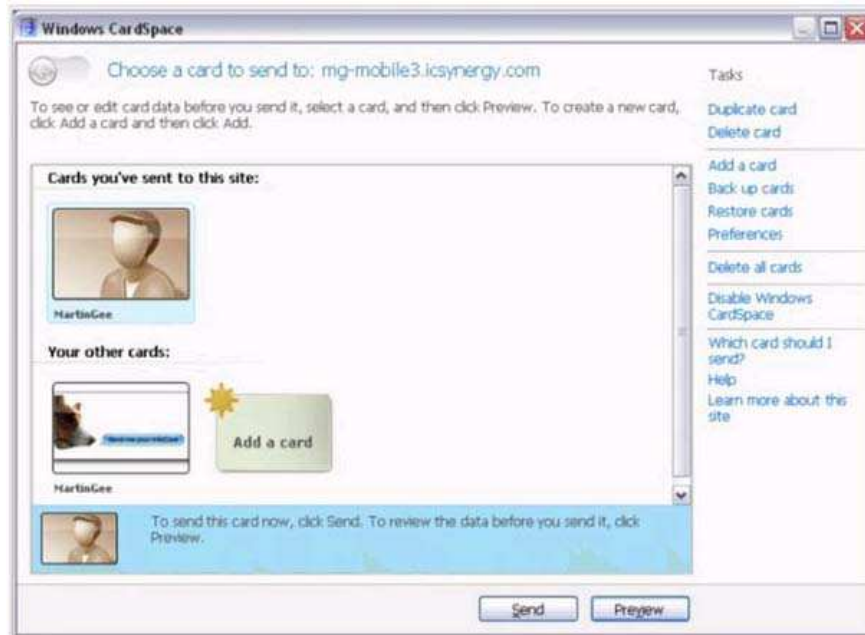 Windows CardSpace
Choose a card to send to: mg-mobile3.icsynergy.com
To see or edit card data before you send it, select a card, and then click Preview. To create a new card,
click Add a card and then click Add.
Cards you've sent to this site:
MartinGee
Your other cards:
Add a card
MartinGee
To send this card now, click Send. To review the data before you send it, click
Preview.
Send
Preview
Tasks
Duplicate card
Delete card
Add a card
Back up cards
Restore cards
Preferences
Delete all cards
Disable Windows
CardSpace
Which card should I
send?
Help
Learn more about this
site